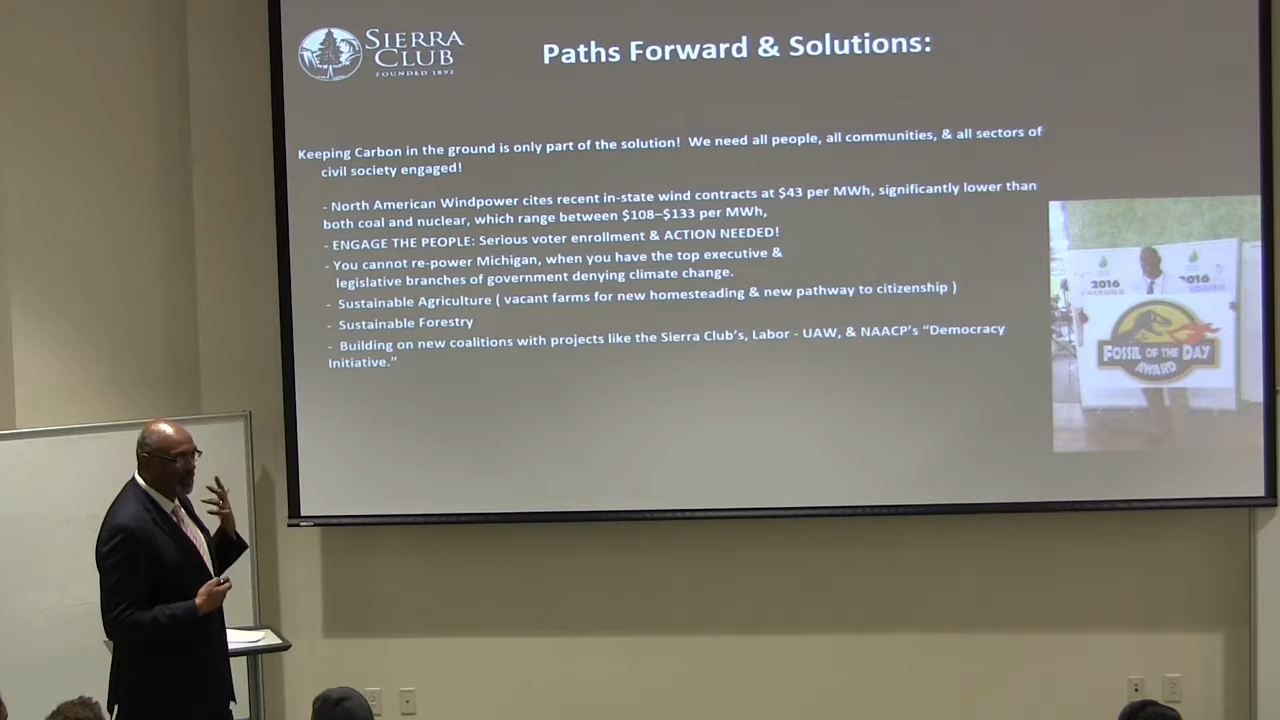 SIERRA
CLUB
FOUNDED 1892
Paths Forward & Solutions:
Keeping Carbon in the ground is only part of the solution! We need all people, all communities, & all sectors of
civil society engaged!
- North American Windpower cites recent in-state wind contracts at $43 per MWh, significantly lower than
both coal and nuclear, which range between $108–$133 per MWh,
- ENGAGE THE PEOPLE: Serious voter enrollment & ACTION NEEDED!
- You cannot re-power Michigan, when you have the top executive &
legislative branches of government denying climate change.
- Sustainable Agriculture ( vacant farms for new homesteading & new pathway to citizenship )
- Sustainable Forestry
- Building on new coalitions with projects like the Sierra Club's, Labor - UAW, & NAACP's “Democracy
Initiative.”
2016
2016
FOSSIL OF THE DAY
AWARD